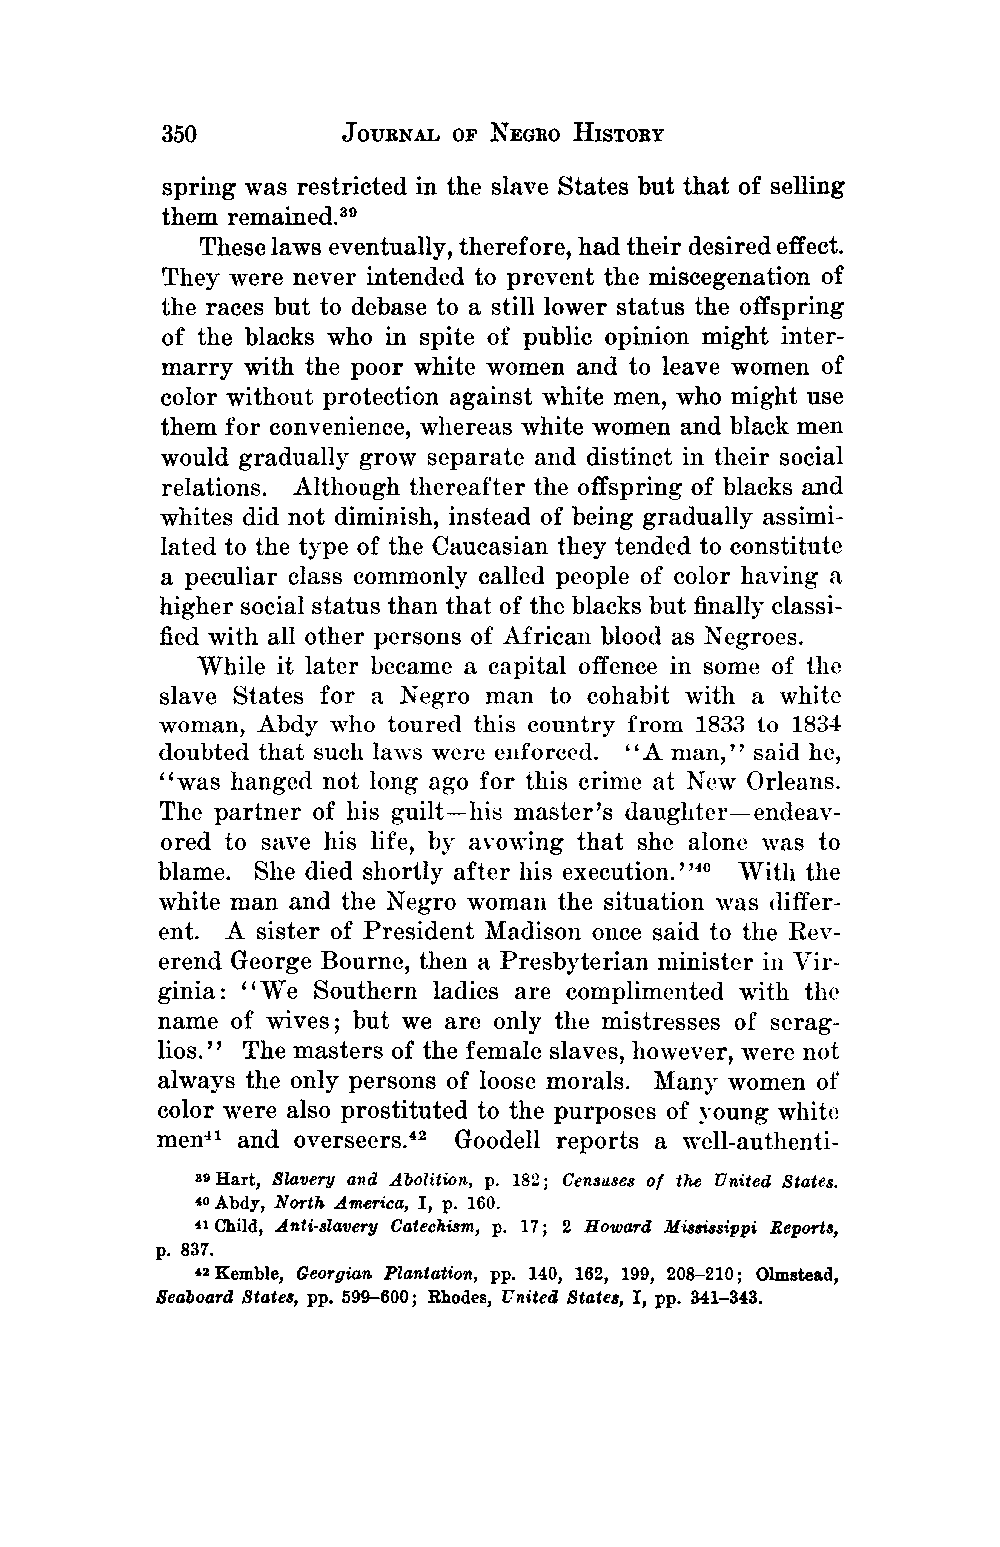 350 JOURNAL OF NEGRO HISTORY
spring was restricted in the slave States but that of selling
them remained.³⁹
These laws eventually, therefore, had their desired effect.
They were never intended to prevent the miscegenation of
the races but to debase to a still lower status the offspring
of the blacks who in spite of public opinion might inter-
marry with the poor white women and to leave women of
color without protection against white men, who might use
them for convenience, whereas white women and black men
would gradually grow separate and distinct in their social
relations. Although thereafter the offspring of blacks and
whites did not diminish, instead of being gradually assimi-
lated to the type of the Caucasian they tended to constitute
a peculiar class commonly called people of color having a
higher social status than that of the blacks but finally classi-
fied with all other persons of African blood as Negroes.
While it later became a capital offence in some of the
slave States for a Negro man to cohabit with a white
woman, Abdy who toured this country from 1833 to 1834
doubted that such laws were enforced. "A man," said he,
"was hanged not long ago for this crime at New Orleans.
The partner of his guilt—his master's daughter—endeav-
ored to save his life, by avowing that she alone was to
blame. She died shortly after his execution."⁴⁰ With the
white man and the Negro woman the situation was differ-
ent. A sister of President Madison once said to the Rev-
erend George Bourne, then a Presbyterian minister in Vir-
ginia: "We Southern ladies are complimented with the
name of wives; but we are only the mistresses of serag-
lios." The masters of the female slaves, however, were not
always the only persons of loose morals. Many women of
color were also prostituted to the purposes of young white
men⁴¹ and overseers.⁴² Goodell reports a well-authenti-
³⁹ Hart, Slavery and Abolition, p. 182; Censuses of the United States.
⁴⁰ Abdy, North America, I, p. 160.
⁴¹ Child, Anti-slavery Catechism, p. 17; 2 Howard Mississippi Reports,
p. 837.
⁴² Kemble, Georgian Plantation, pp. 140, 162, 199, 208–210; Olmstead,
Seaboard States, pp. 599–600; Rhodes, United States, I, pp. 341–343.